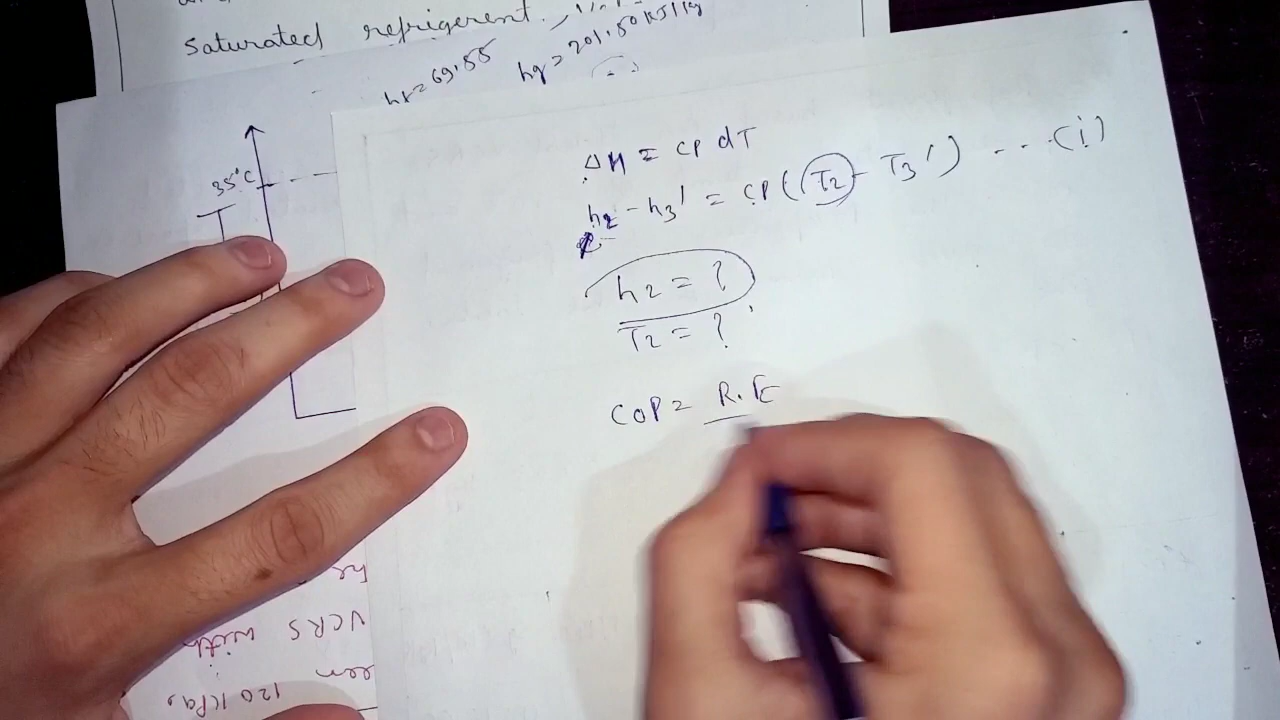 saturated refrigerent.
hf = 69.55 hg = 201.50 KJ/kg
35°C
T
ΔH = CP dT
h2 - h3' = CP (T2 - T3') --- (i)
h2 = ?
T2 = ?
COP = R.E
VCRS with
120 KPa,